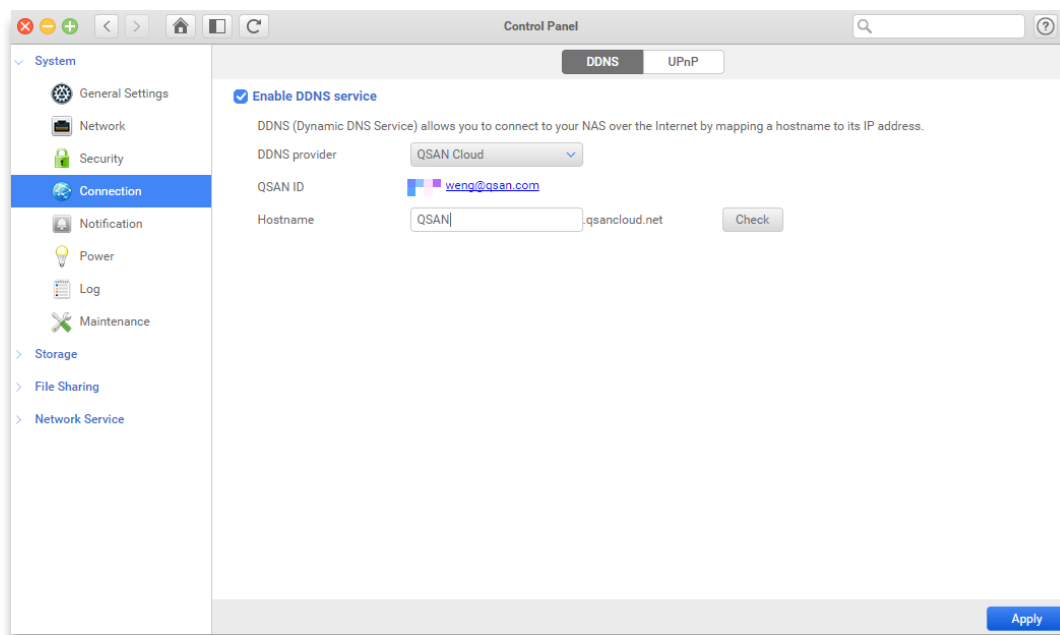 Control Panel
System
General Settings
Network
Security
Connection
Notification
Power
Log
Maintenance
Storage
File Sharing
Network Service
DDNS UPnP
Enable DDNS service
DDNS (Dynamic DNS Service) allows you to connect to your NAS over the Internet by mapping a hostname to its IP address.
DDNS provider QSAN Cloud
QSAN ID weng@qsan.com
Hostname QSAN .qsancloud.net Check
Apply